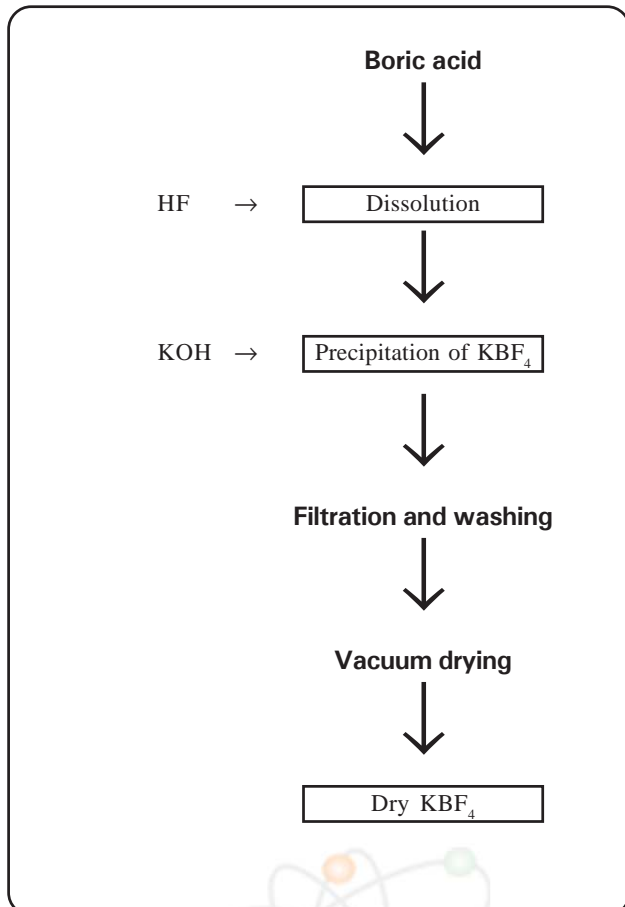 Boric acid
HF → Dissolution
KOH → Precipitation of KBF₄
Filtration and washing
Vacuum drying
Dry KBF₄